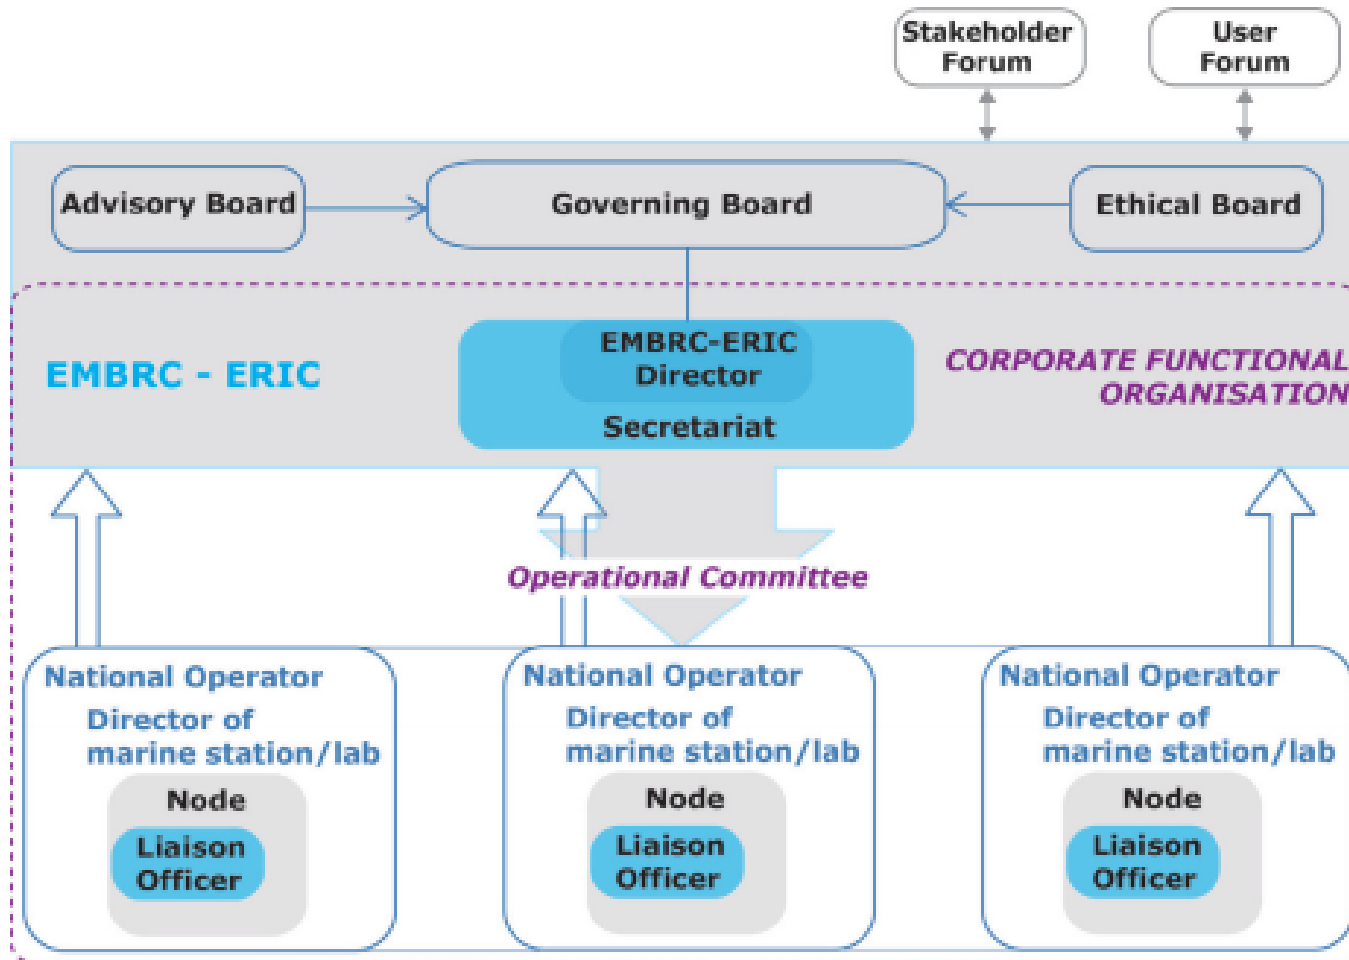 Stakeholder
Forum
User
Forum
Advisory Board
Governing Board
Ethical Board
EMBRC - ERIC
EMBRC-ERIC
Director
Secretariat
CORPORATE FUNCTIONAL
ORGANISATION
Operational Committee
National Operator
Director of
marine station/lab
Node
Liaison
Officer
National Operator
Director of
marine station/lab
Node
Liaison
Officer
National Operator
Director of
marine station/lab
Node
Liaison
Officer